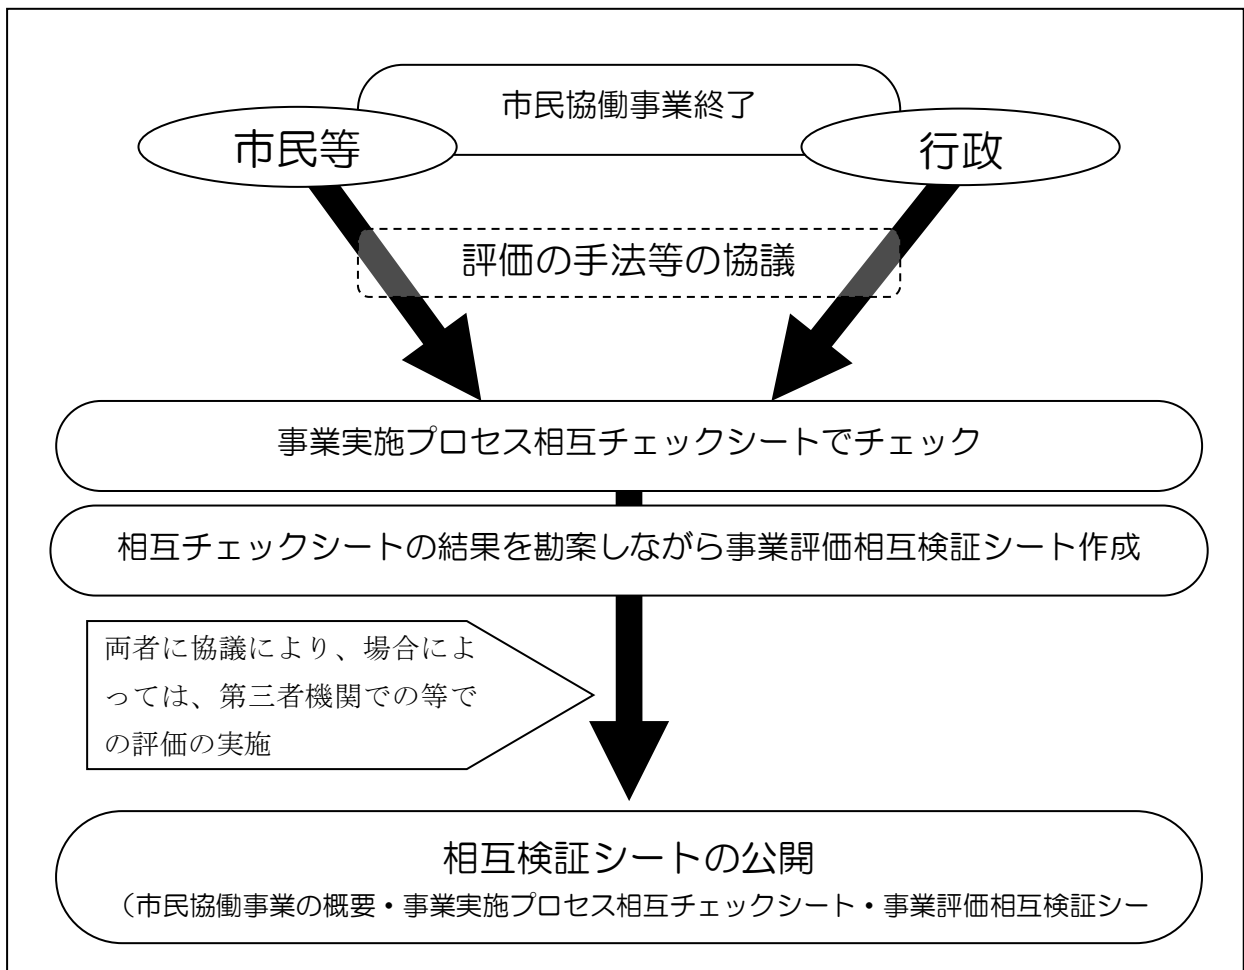 市民協働事業終了
市民等
行政
評価の手法等の協議
事業実施プロセス相互チェックシートでチェック
相互チェックシートの結果を勘案しながら事業評価相互検証シート作成
両者に協議により、場合によ
っては、第三者機関での等で
の評価の実施
相互検証シートの公開
（市民協働事業の概要・事業実施プロセス相互チェックシート・事業評価相互検証シー